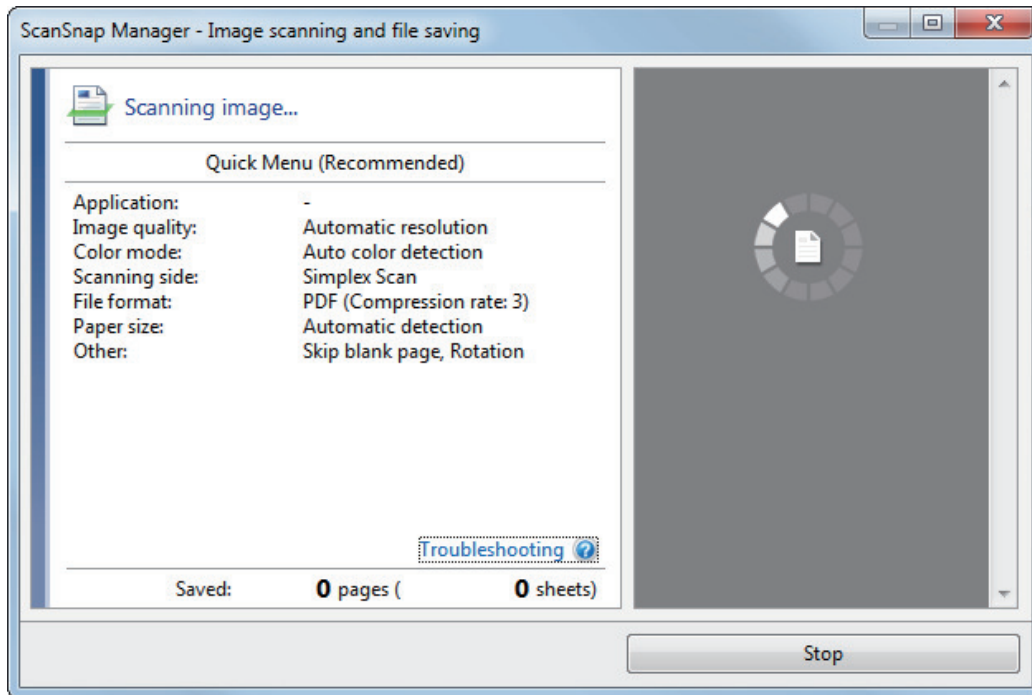 ScanSnap Manager - Image scanning and file saving
Scanning image...
Quick Menu (Recommended)
Application: -
Image quality: Automatic resolution
Color mode: Auto color detection
Scanning side: Simplex Scan
File format: PDF (Compression rate: 3)
Paper size: Automatic detection
Other: Skip blank page, Rotation
Troubleshooting
Saved: 0 pages ( 0 sheets)
Stop